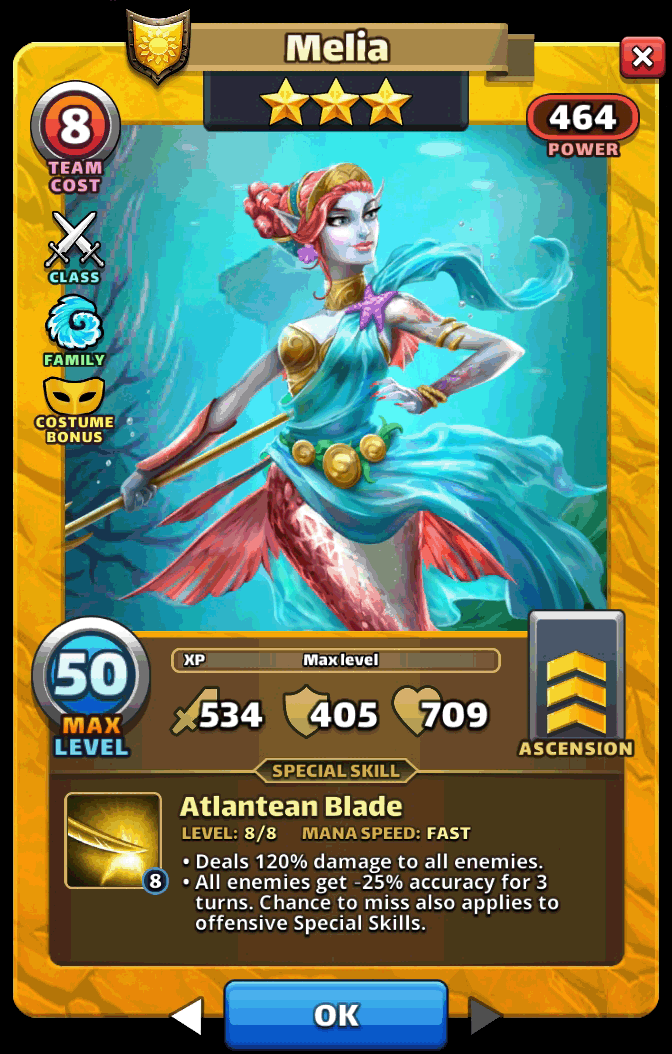 Melia
8
TEAM
COST
464
POWER
CLASS
FAMILY
COSTUME
BONUS
50
MAX
LEVEL
XP Max level
534 405 709
ASCENSION
SPECIAL SKILL
Atlantean Blade
LEVEL: 8/8 MANA SPEED: FAST
8
• Deals 120% damage to all enemies.
• All enemies get -25% accuracy for 3
turns. Chance to miss also applies to
offensive Special Skills.
OK